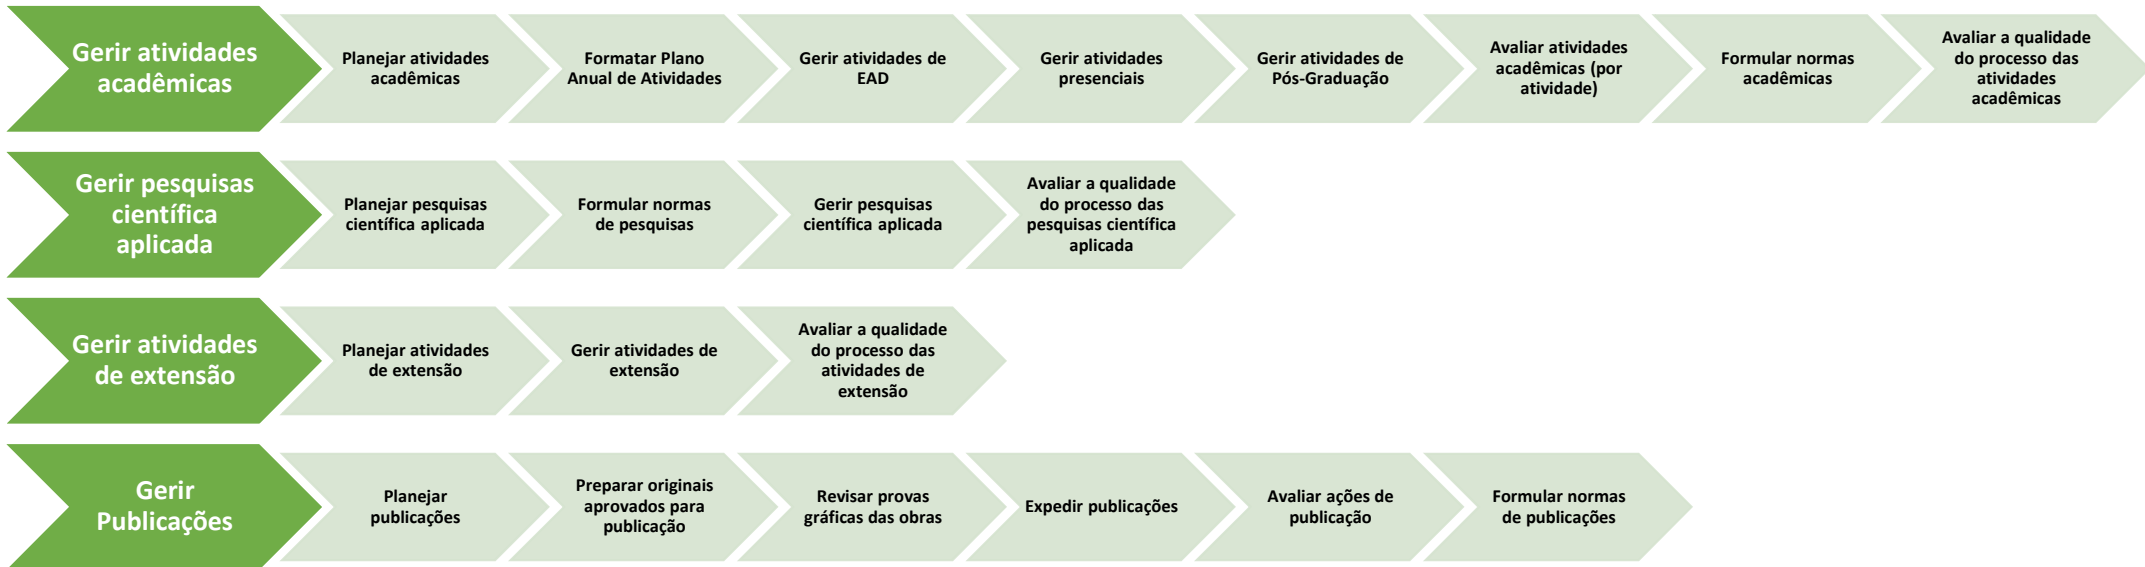 Gerir atividades
acadêmicas
Planejar atividades
acadêmicas
Formatar Plano
Anual de Atividades
Gerir atividades de
EAD
Gerir atividades
presenciais
Gerir atividades de
Pós-Graduação
Avaliar atividades
acadêmicas (por
atividade)
Formular normas
acadêmicas
Avaliar a qualidade
do processo das
atividades
acadêmicas
Gerir pesquisas
científica
aplicada
Planejar pesquisas
científica aplicada
Formular normas
de pesquisas
Gerir pesquisas
científica aplicada
Avaliar a qualidade
do processo das
pesquisas científica
aplicada
Gerir atividades
de extensão
Planejar atividades
de extensão
Gerir atividades de
extensão
Avaliar a qualidade
do processo das
atividades de
extensão
Gerir
Publicações
Planejar
publicações
Preparar originais
aprovados para
publicação
Revisar provas
gráficas das obras
Expedir publicações
Avaliar ações de
publicação
Formular normas
de publicações